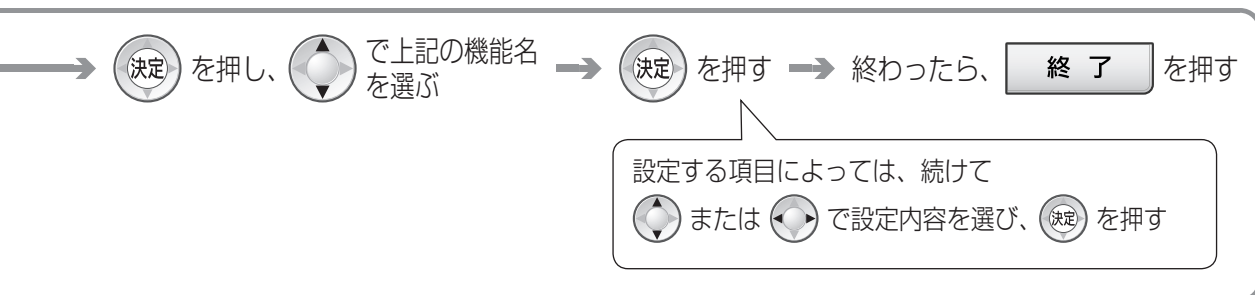 決定 を押し、 で上記の機能名
を選ぶ
決定 を押す 終わったら、 終 了 を押す
設定する項目によっては、続けて
または で設定内容を選び、 決定 を押す